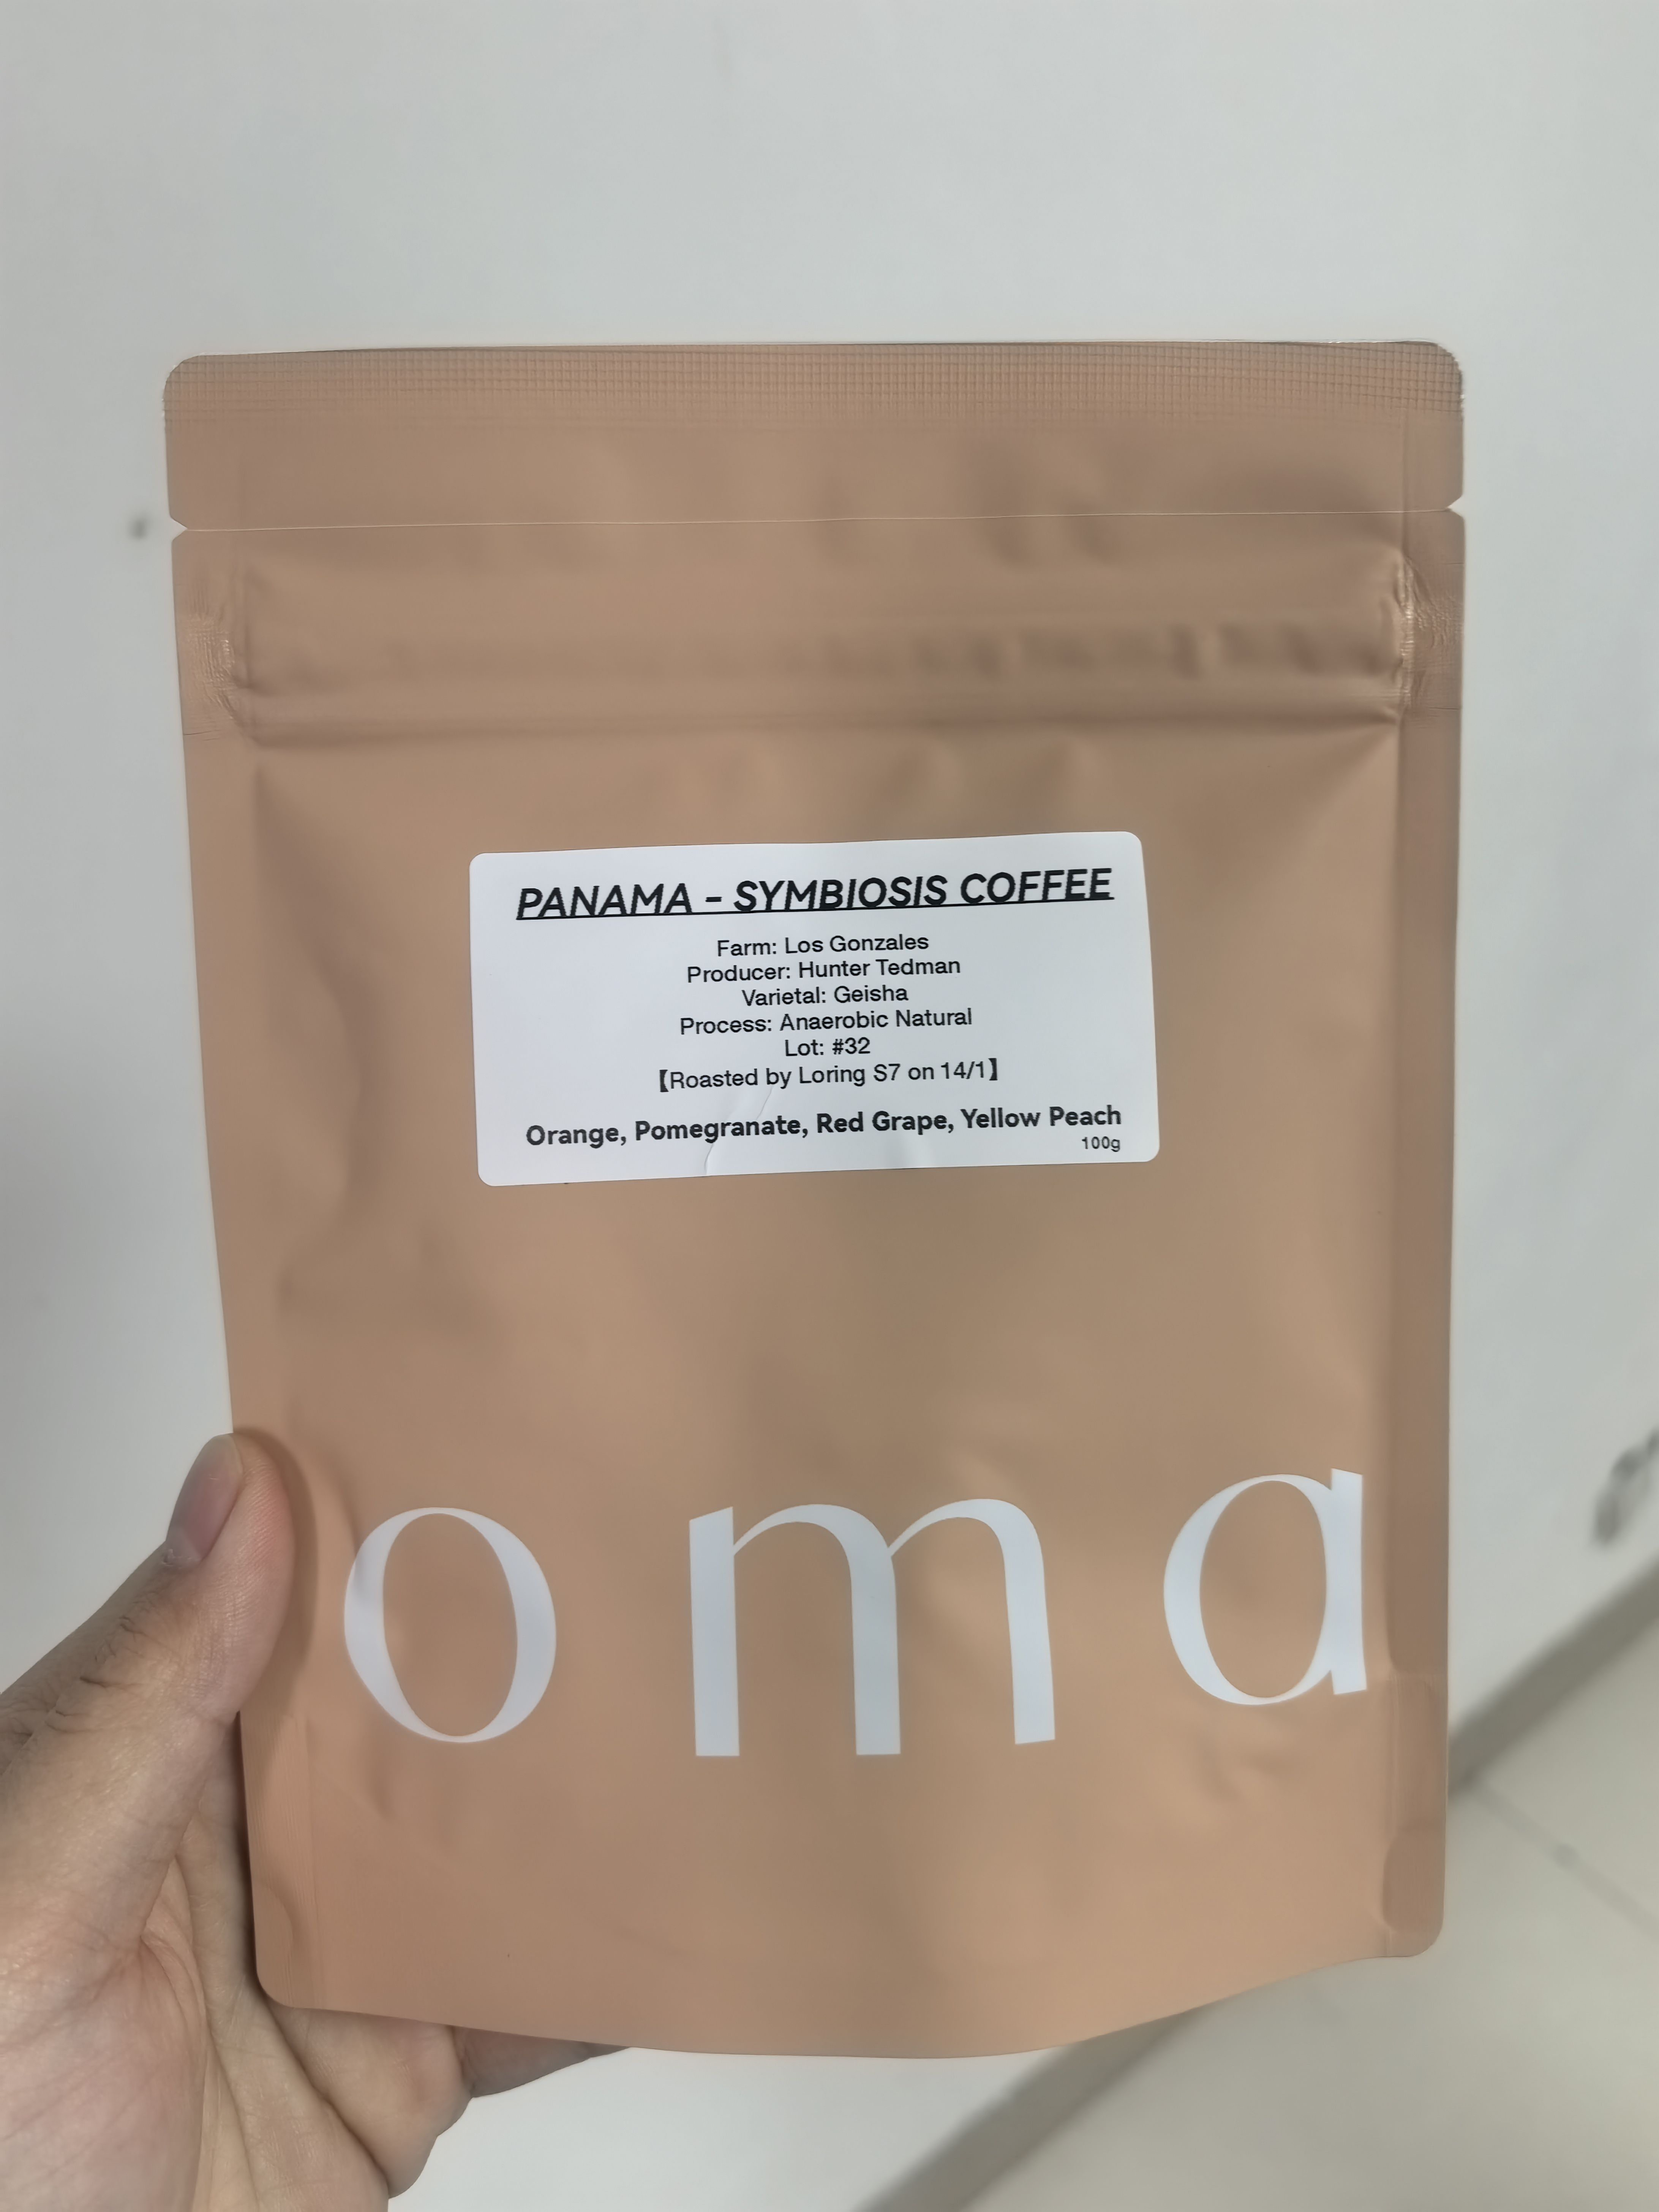 PANAMA - SYMBIOSIS COFFEE
Farm: Los Gonzales
Producer: Hunter Tedman
Varietal: Geisha
Process: Anaerobic Natural
Lot: #32
【Roasted by Loring S7 on 14/1】
Orange, Pomegranate, Red Grape, Yellow Peach
100g
oma